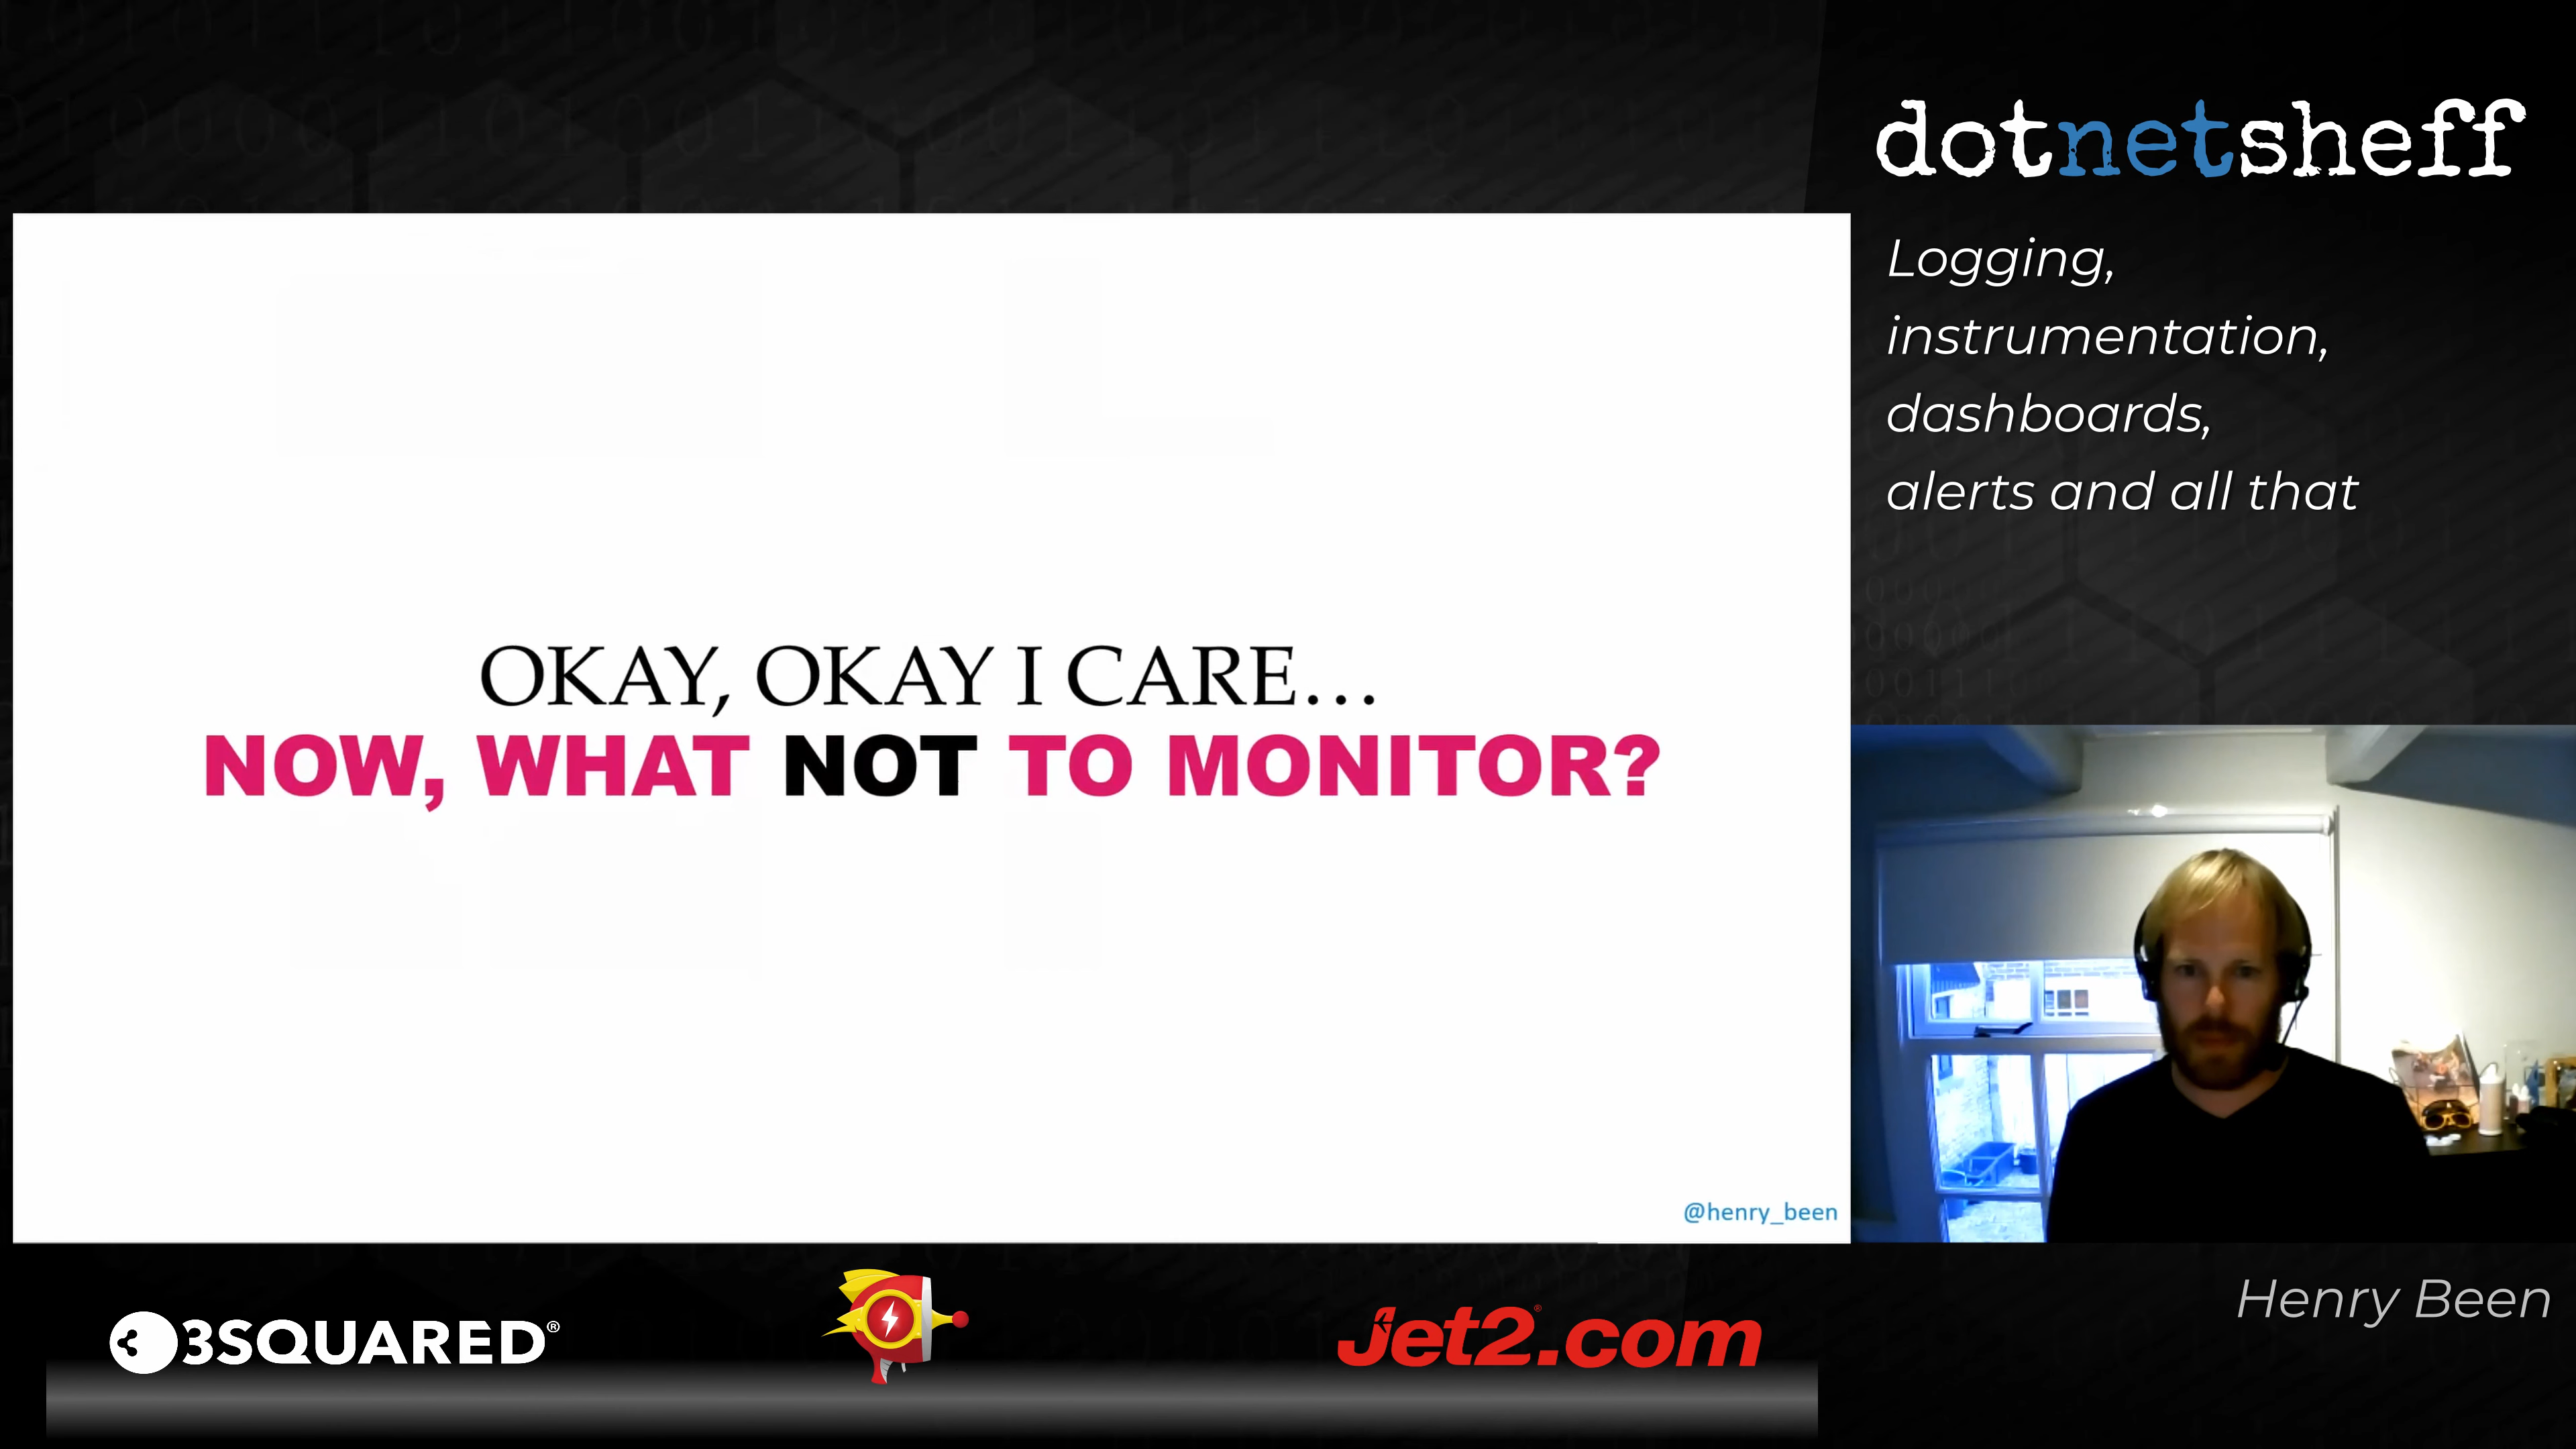 dotnetsheff
Logging,
instrumentation,
dashboards,
alerts and all that
OKAY, OKAY I CARE...
NOW, WHAT NOT TO MONITOR?
@henry_been
Henry Been
3SQUARED®
Jet2.com®